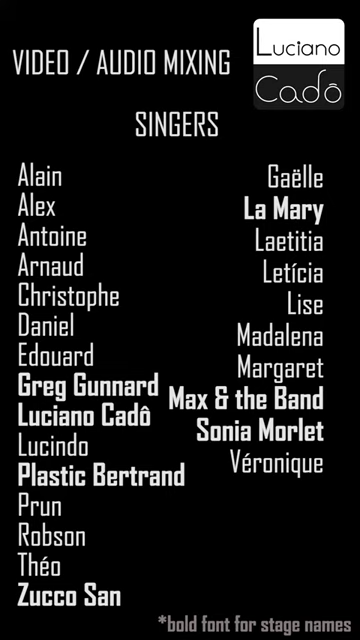 VIDEO / AUDIO MIXING
Luciano
Cadô
SINGERS
Alain
Alex
Antoine
Arnaud
Christophe
Daniel
Edouard
Greg Gunnard
Luciano Cadô
Lucindo
Plastic Bertrand
Prun
Robson
Théo
Zucco San
Gaëlle
La Mary
Laetitia
Letícia
Lise
Madalena
Margaret
Max & the Band
Sonia Morlet
Véronique
*bold font for stage names